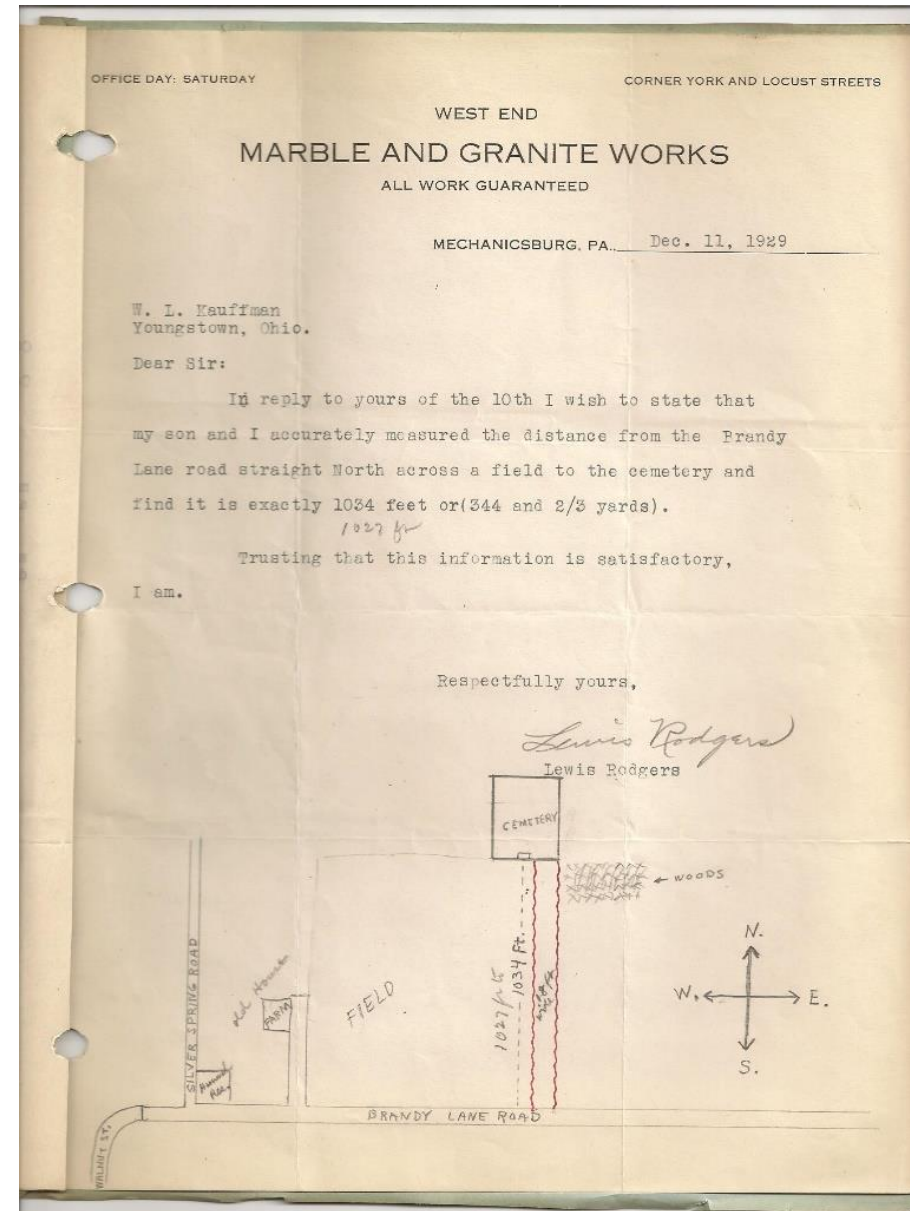 OFFICE DAY: SATURDAY
CORNER YORK AND LOCUST STREETS
WEST END
MARBLE AND GRANITE WORKS
ALL WORK GUARANTEED
MECHANICSBURG, PA., Dec. 11, 1929
W. L. Kauffman
Youngstown, Ohio.
Dear Sir:
In reply to yours of the 10th I wish to state that
my son and I accurately measured the distance from the Brandy
Lane road straight North across a field to the cemetery and
find it is exactly 1034 feet or(344 and 2/3 yards).
1027 ft
Trusting that this information is satisfactory,
I am.
Respectfully yours,
Lewis Rodgers
Lewis Rodgers
CEMETERY
← WOODS
N.
W. E.
S.
SILVER SPRING ROAD
old House
FARM
FIELD
1027 ft
1034 Ft.
BRANDY LANE ROAD
WALNUT ST.